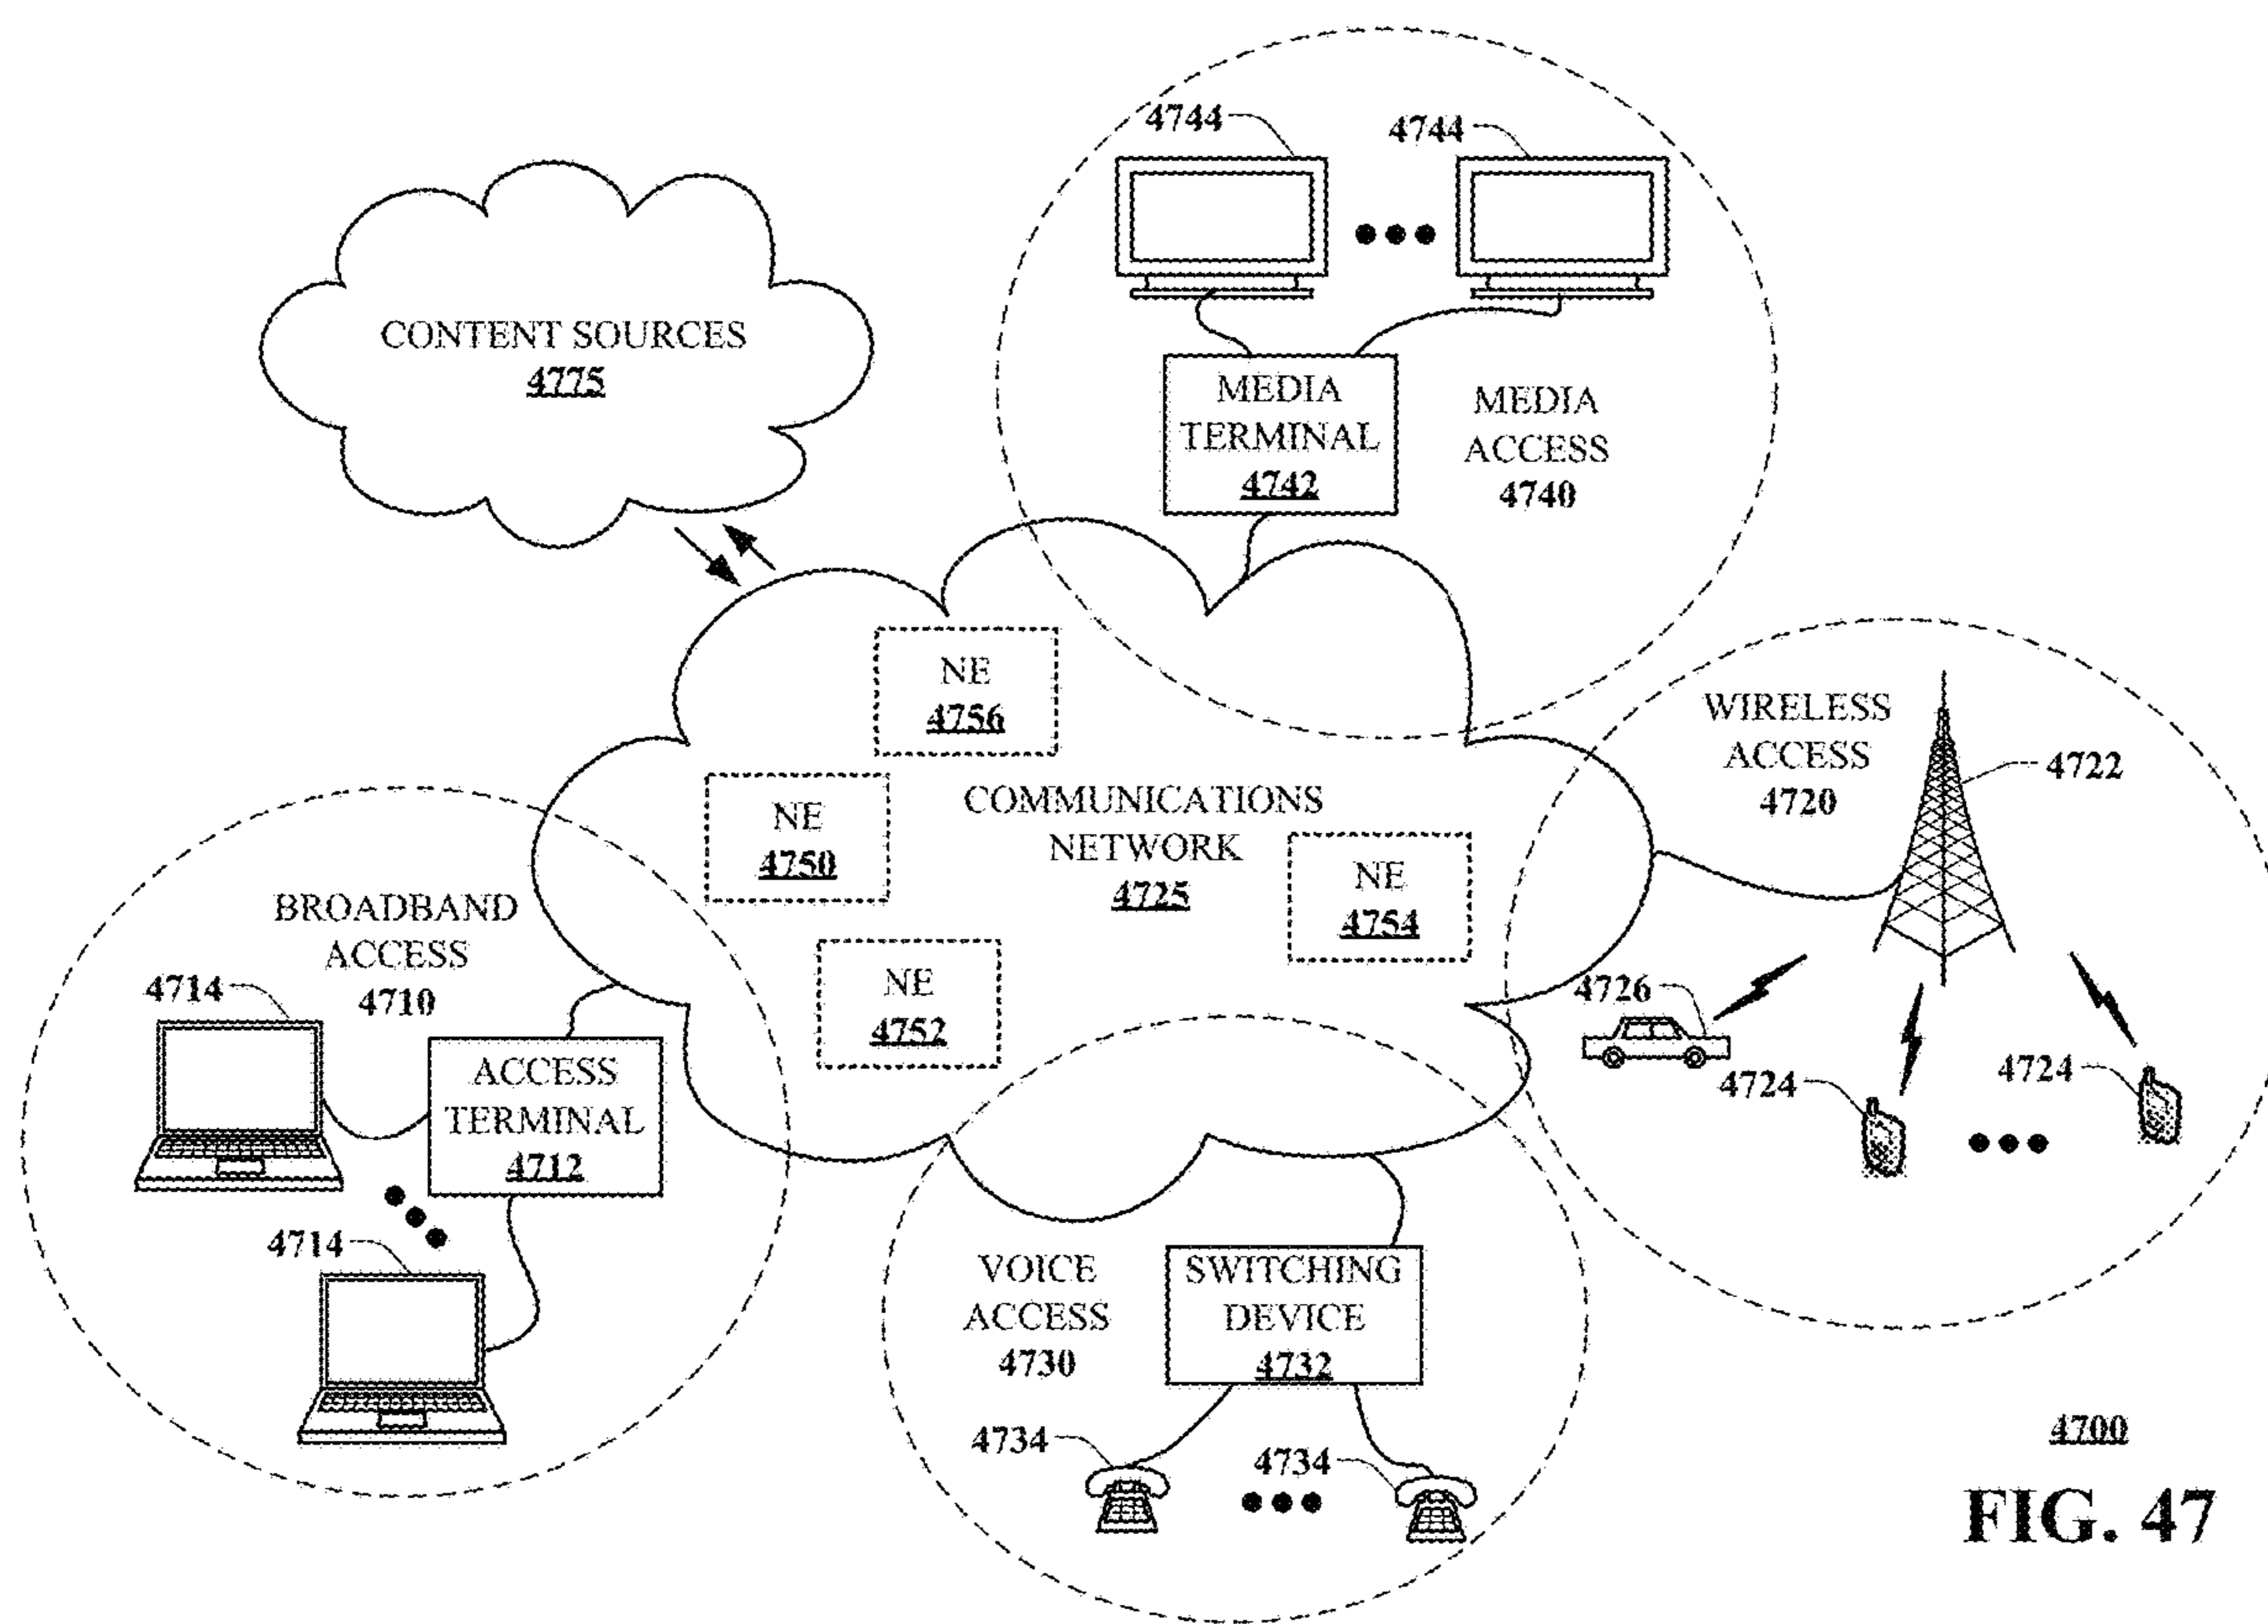 4744
4744
CONTENT SOURCES
4775
MEDIA
TERMINAL
4742
MEDIA
ACCESS
4740
NE
4756
WIRELESS
ACCESS
4720
4722
NE
4750
COMMUNICATIONS
NETWORK
4725
NE
4754
BROADBAND
ACCESS
4710
NE
4752
4714
4726
ACCESS
TERMINAL
4712
4724
4724
4714
VOICE
ACCESS
4730
SWITCHING
DEVICE
4732
4734
4734
4700
FIG. 47